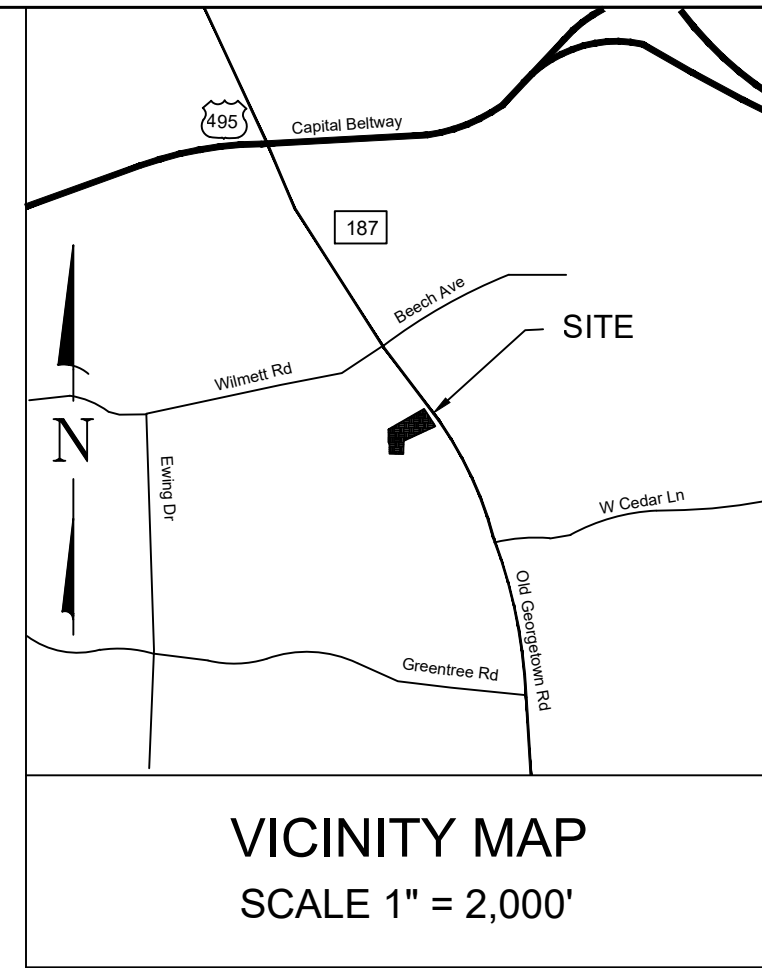 495
Capital Beltway
187
Beech Ave
SITE
Wilmett Rd
N
Ewing Dr
W Cedar Ln
Old Georgetown Rd
Greentree Rd
VICINITY MAP
SCALE 1" = 2,000'